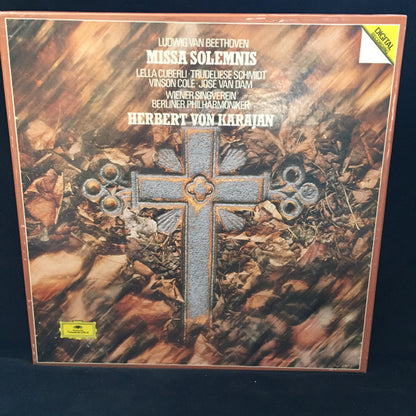 LUDWIG VAN BEETHOVEN
MISSA SOLEMNIS
LELLA CUBERLI · TRUDELIESE SCHMIDT
VINSON COLE · JOSÉ VAN DAM
WIENER SINGVEREIN
BERLINER PHILHARMONIKER
HERBERT VON KARAJAN
DIGITAL
RECORDING